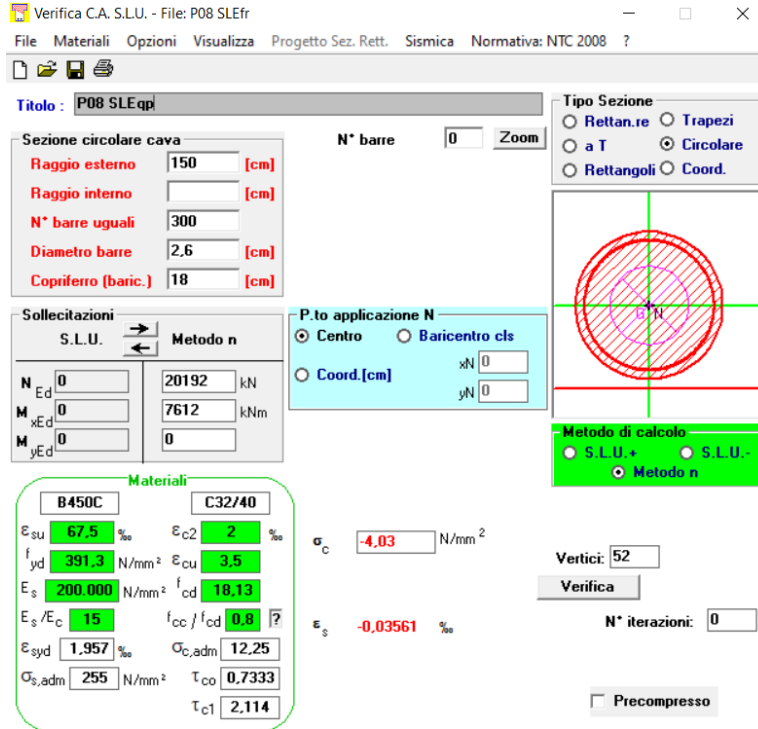 Verifica C.A. S.L.U. - File: P08 SLEfr
File Materiali Opzioni Visualizza Progetto Sez. Rett. Sismica Normativa: NTC 2008 ?
Titolo : P08 SLEqp
Tipo Sezione
Rettan.re Trapezi
a T Circolare
Rettangoli Coord.
Sezione circolare cava
Raggio esterno 150 [cm]
Raggio interno [cm]
N° barre uguali 300
Diametro barre 2,6 [cm]
Copriferro (baric.) 18 [cm]
N° barre 0 Zoom
G N
Sollecitazioni
S.L.U. Metodo n
N Ed 0 20192 kN
M xEd 0 7612 kNm
M yEd 0 0
P.to applicazione N
Centro Baricentro cls
Coord.[cm] xN 0
yN 0
Metodo di calcolo
S.L.U.+ S.L.U.-
Metodo n
Materiali
B450C C32/40
εsu 67,5 ‰ εc2 2 ‰
fyd 391,3 N/mm² εcu 3,5
Es 200.000 N/mm² fcd 18,13
Es/Ec 15 fcc / fcd 0,8 ?
εsyd 1,957 ‰ σc,adm 12,25
σs,adm 255 N/mm² τco 0,7333
τc1 2,114
σc -4,03 N/mm²
εs -0,03561 ‰
Vertici: 52
Verifica
N° iterazioni: 0
Precompresso